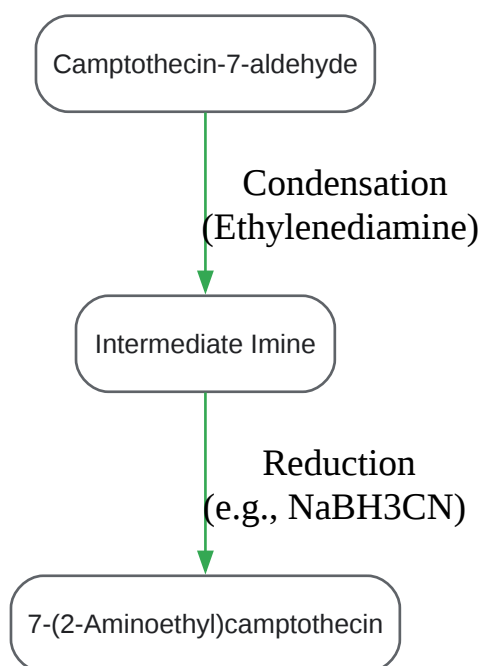 Camptothecin-7-aldehyde
Condensation
(Ethylenediamine)
Intermediate Imine
Reduction
(e.g., NaBH3CN)
7-(2-Aminoethyl)camptothecin